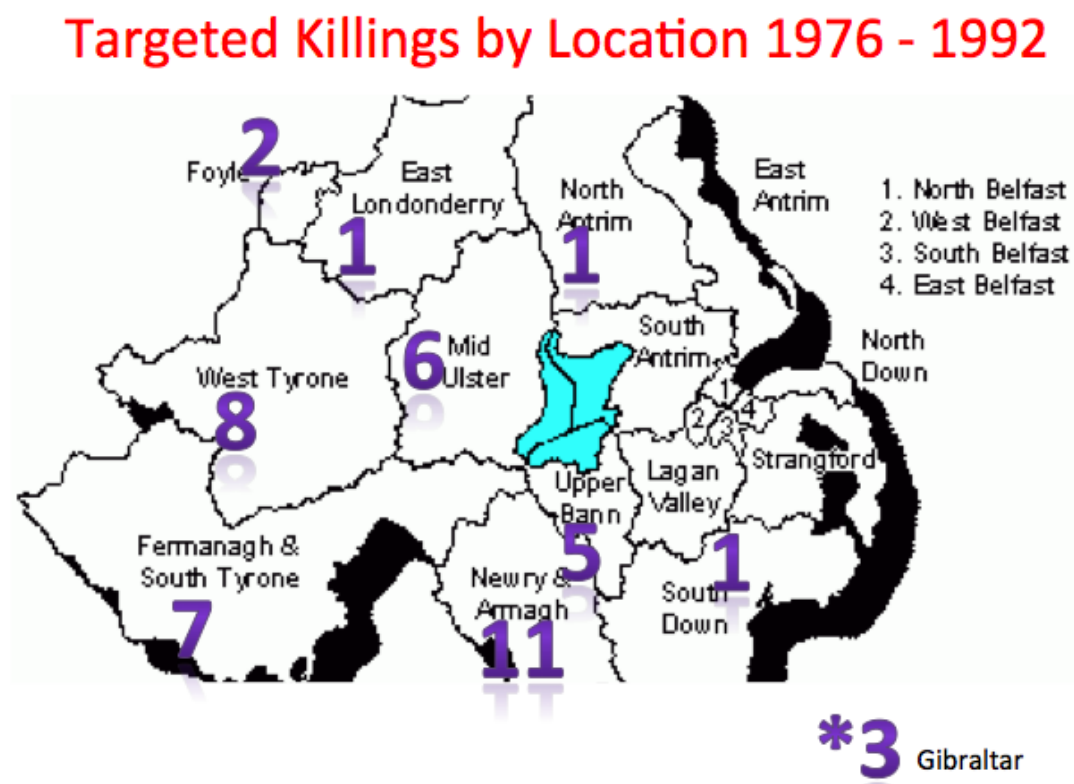 Targeted Killings by Location 1976 - 1992
2
Foyle
East
Londonderry
1
North
Antrim
1
East
Antrim
1. North Belfast
2. West Belfast
3. South Belfast
4. East Belfast
South
Antrim
North
Down
6
Mid
Ulster
West Tyrone
8
1
2
3
4
Strangford
Lagan
Valley
Upper
Bann
5
Fermanagh &
South Tyrone
7
Newry &
Armagh
11
1
South
Down
*3 Gibraltar